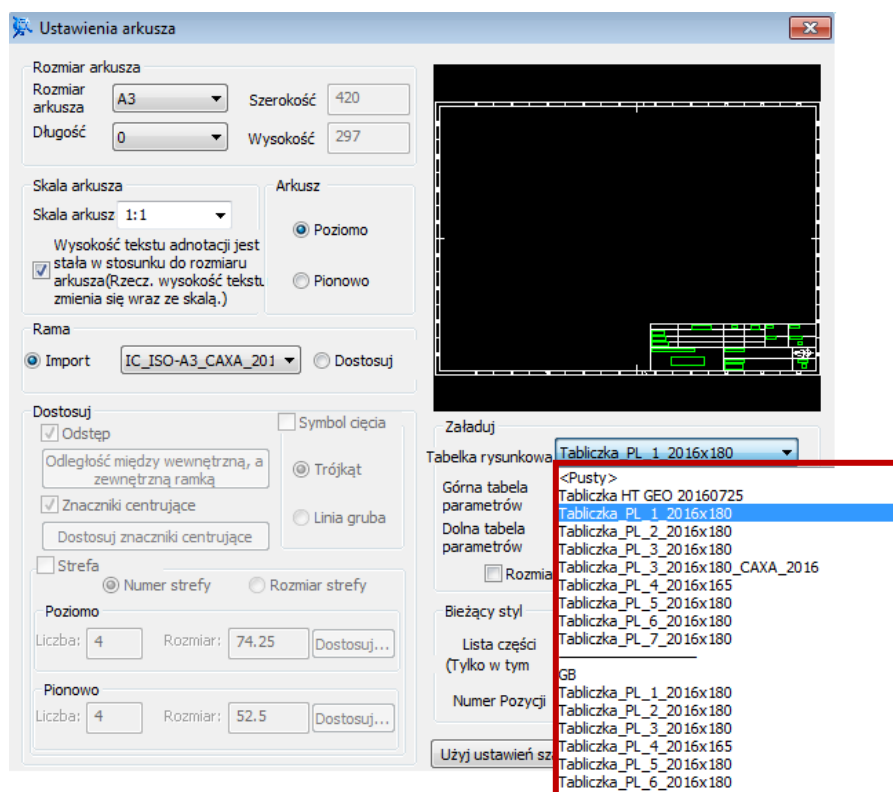 Ustawienia arkusza
Rozmiar arkusza
Rozmiar
arkusza
A3
Szerokość
420
Długość
0
Wysokość
297
Skala arkusza
Skala arkusz
1:1
Wysokość tekstu adnotacji jest
stała w stosunku do rozmiaru
arkusza(Rzecz. wysokość tekstu
zmienia się wraz ze skalą.)
Arkusz
Poziomo
Pionowo
Rama
Import
IC_ISO-A3_CAXA_201
Dostosuj
Dostosuj
Odstęp
Odległość między wewnętrzną, a
zewnętrzną ramką
Znaczniki centrujące
Dostosuj znaczniki centrujące
Symbol cięcia
Trójkąt
Linia gruba
Strefa
Numer strefy
Rozmiar strefy
Poziomo
Liczba:
4
Rozmiar:
74.25
Dostosuj...
Pionowo
Liczba:
4
Rozmiar:
52.5
Dostosuj...
Załaduj
Tabelka rysunkowa
Tabliczka_PL_1_2016x180
Górna tabela
parametrów
Dolna tabela
parametrów
Rozmia
Bieżący styl
Lista części
(Tylko w tym
Numer Pozycji
Użyj ustawień
<Pusty>
Tabliczka HT GEO 20160725
Tabliczka_PL_1_2016x180
Tabliczka_PL_2_2016x180
Tabliczka_PL_3_2016x180
Tabliczka_PL_3_2016x180_CAXA_2016
Tabliczka_PL_4_2016x165
Tabliczka_PL_5_2016x180
Tabliczka_PL_6_2016x180
Tabliczka_PL_7_2016x180
GB
Tabliczka_PL_1_2016x180
Tabliczka_PL_2_2016x180
Tabliczka_PL_3_2016x180
Tabliczka_PL_4_2016x165
Tabliczka_PL_5_2016x180
Tabliczka_PL_6_2016x180